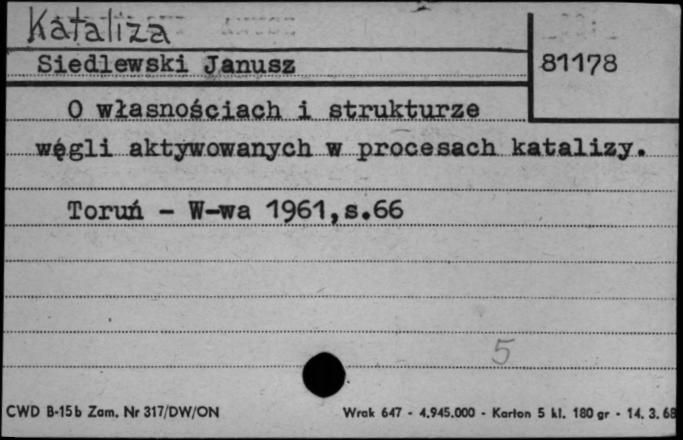 Kataliza
Siedlewski Janusz
81178
O własnościach i strukturze
węgli aktywowanych w procesach katalizy.
Toruń - W-wa 1961,s.66
5
CWD B-15b Zam. Nr 317/DW/ON
Wrak 647 - 4.945.000 - Karton 5 kl. 180 gr - 14. 3. 68